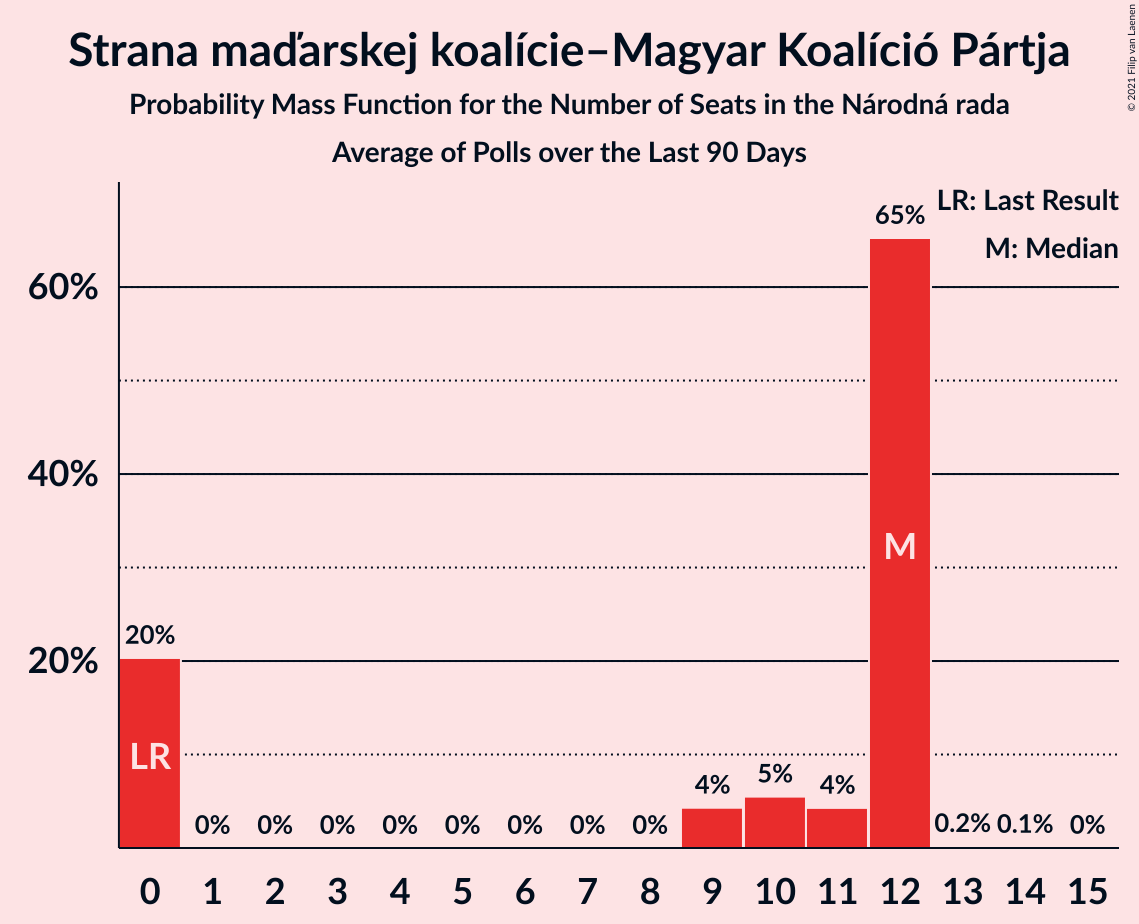 Strana maďarskej koalície–Magyar Koalíció Pártja
Probability Mass Function for the Number of Seats in the Národná rada
Average of Polls over the Last 90 Days
© 2021 Filip van Laenen
LR: Last Result
M: Median
60%
40%
20%
20% 0% 0% 0% 0% 0% 0% 0% 0% 4% 5% 4% 65% 0.2% 0.1% 0%
LR
M
0 1 2 3 4 5 6 7 8 9 10 11 12 13 14 15